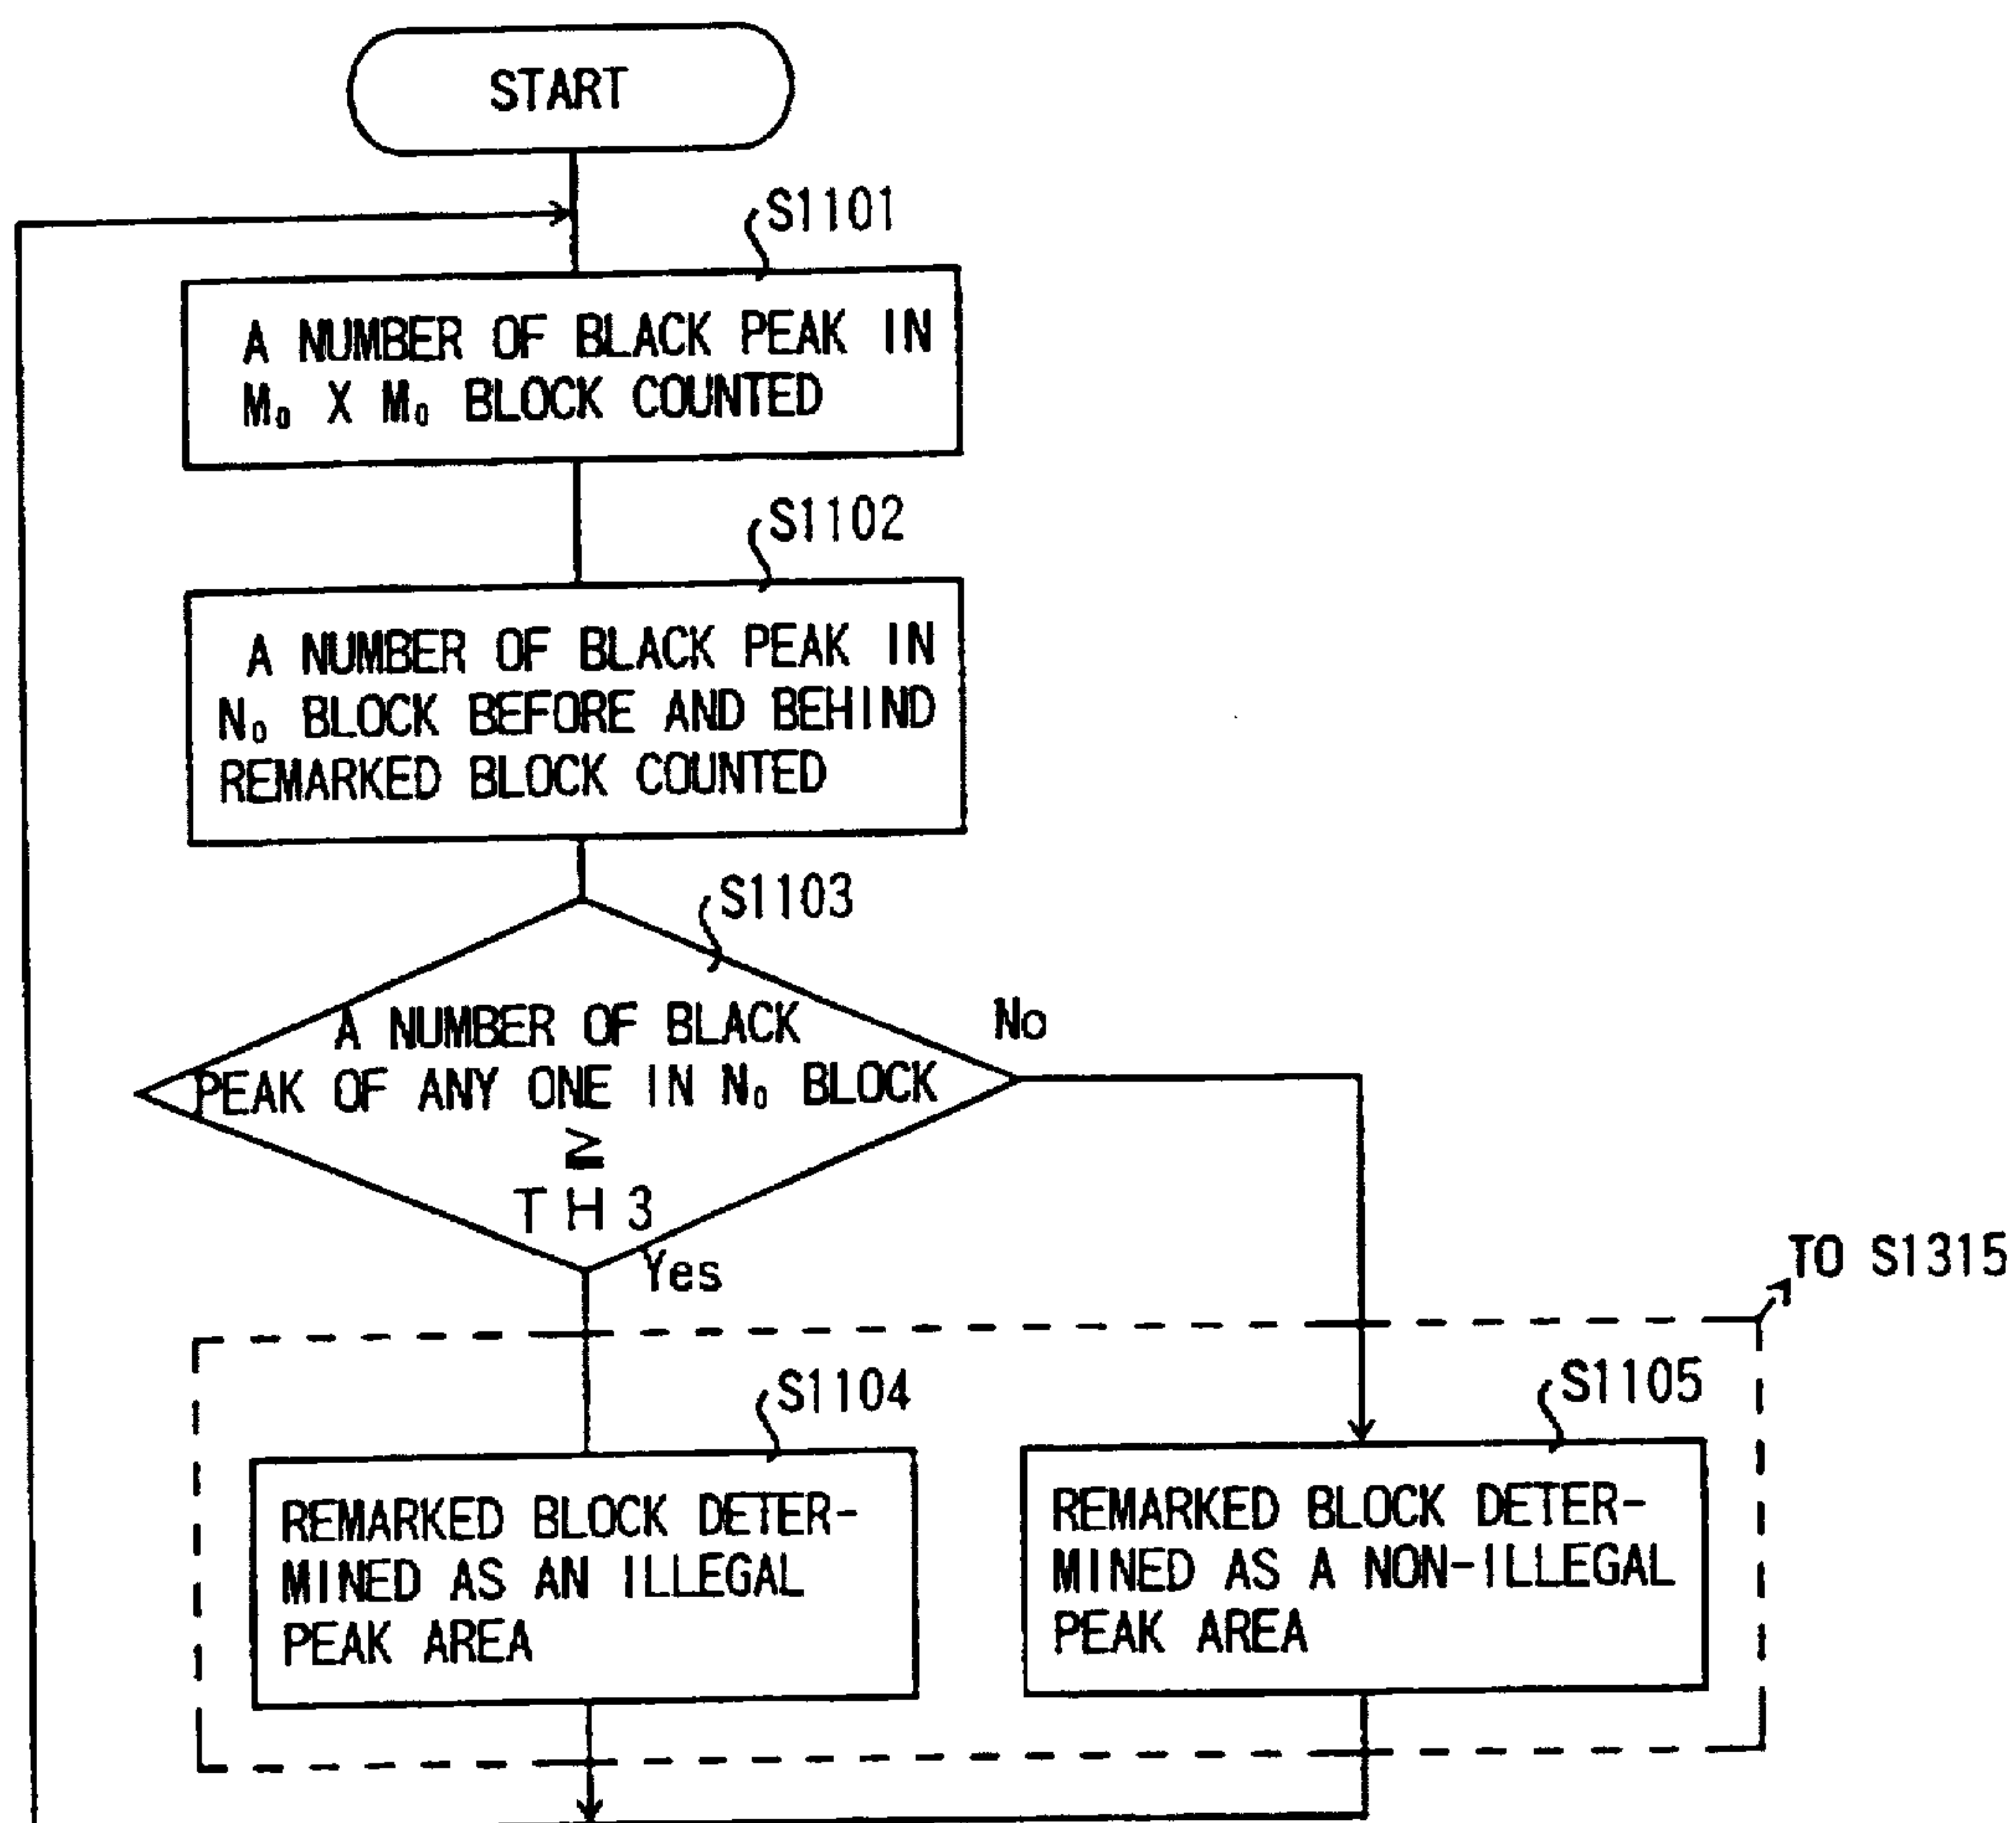 START
S1101
A NUMBER OF BLACK PEAK IN
M₀ X M₀ BLOCK COUNTED
S1102
A NUMBER OF BLACK PEAK IN
N₀ BLOCK BEFORE AND BEHIND
REMARKED BLOCK COUNTED
S1103
A NUMBER OF BLACK
PEAK OF ANY ONE IN N₀ BLOCK
≧
TH3
No
Yes
TO S1315
S1104
REMARKED BLOCK DETER-
MINED AS AN ILLEGAL
PEAK AREA
S1105
REMARKED BLOCK DETER-
MINED AS A NON-ILLEGAL
PEAK AREA